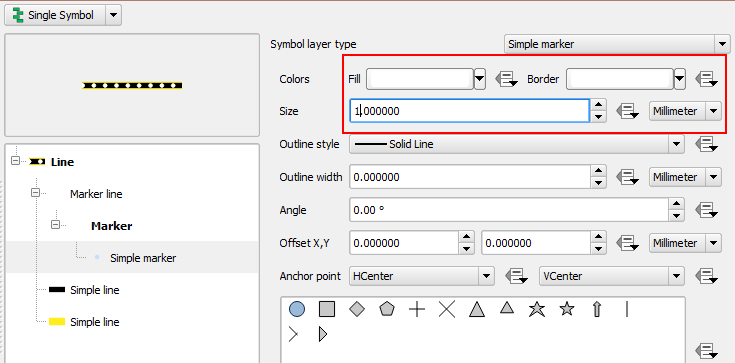 Single Symbol
Symbol layer type Simple marker
Colors Fill Border
Size 1.000000 Millimeter
Outline style Solid Line
Outline width 0.000000 Millimeter
Angle 0.00 °
Offset X,Y 0.000000 0.000000 Millimeter
Anchor point HCenter VCenter
Line
Marker line
Marker
Simple marker
Simple line
Simple line